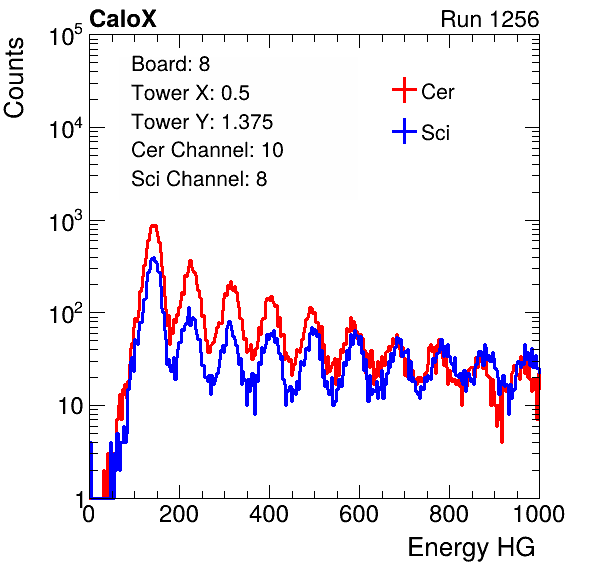 CaloX Run 1256
Counts
10^5
10^4
10^3
10^2
10
1
Board: 8
Tower X: 0.5
Tower Y: 1.375
Cer Channel: 10
Sci Channel: 8
Cer
Sci
0 200 400 600 800 1000
Energy HG